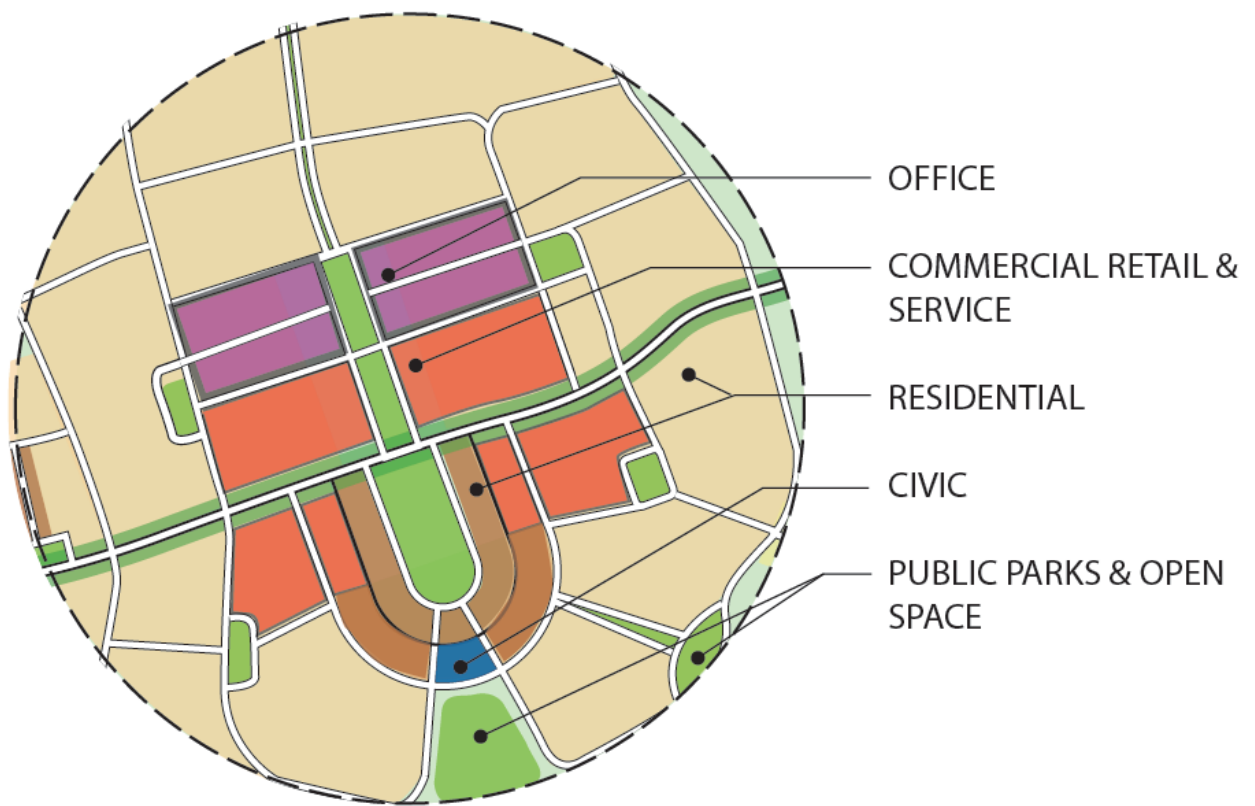 OFFICE
COMMERCIAL RETAIL &
SERVICE
RESIDENTIAL
CIVIC
PUBLIC PARKS & OPEN
SPACE